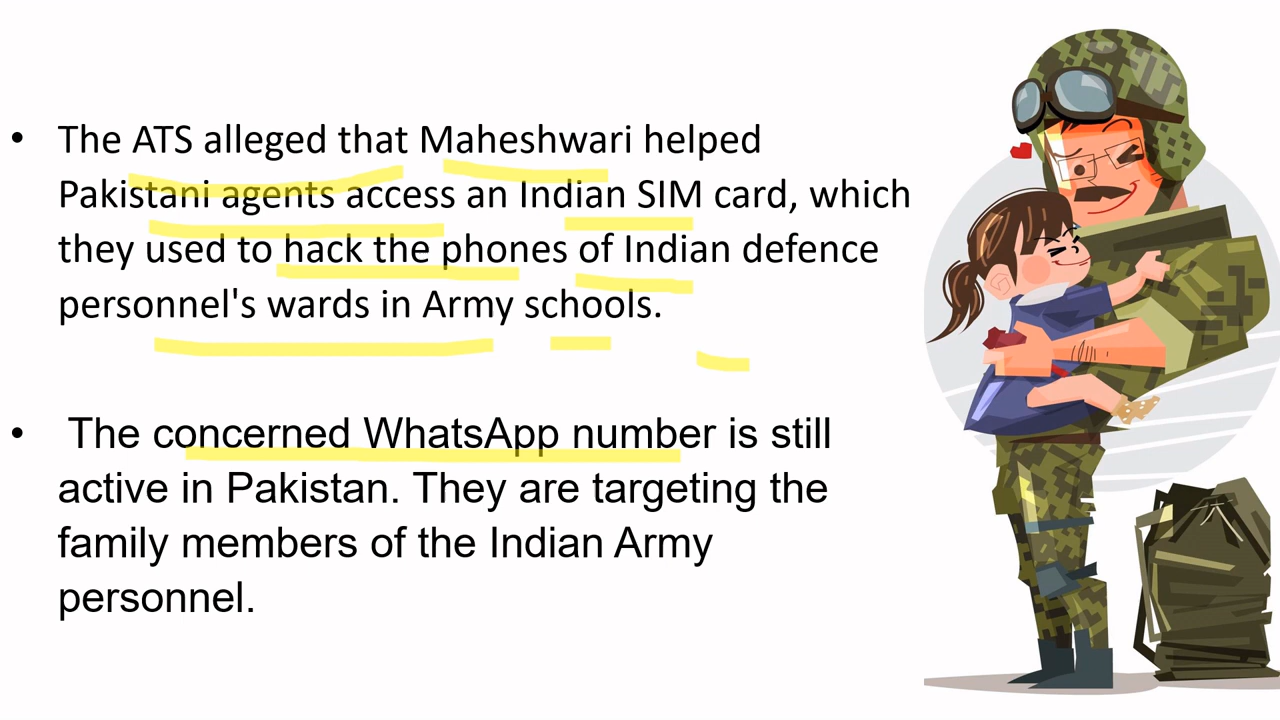 • The ATS alleged that Maheshwari helped
Pakistani agents access an Indian SIM card, which
they used to hack the phones of Indian defence
personnel's wards in Army schools.
• The concerned WhatsApp number is still
active in Pakistan. They are targeting the
family members of the Indian Army
personnel.